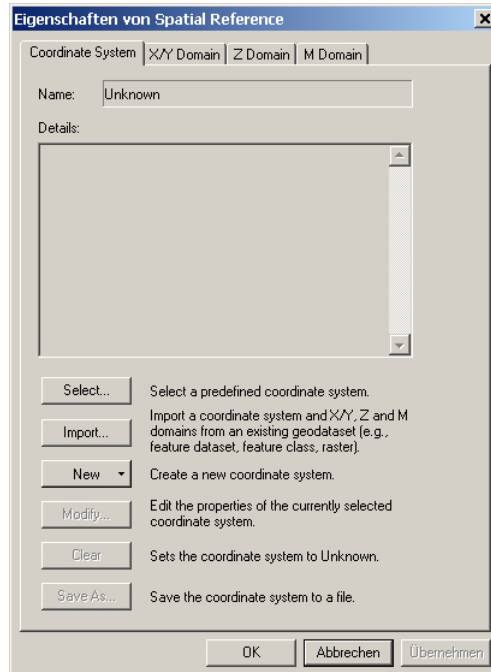 Eigenschaften von Spatial Reference
Coordinate System
X/Y Domain
Z Domain
M Domain
Name:
Unknown
Details:
Select...
Select a predefined coordinate system.
Import...
Import a coordinate system and X/Y, Z and M
domains from an existing geodataset (e.g.,
feature dataset, feature class, raster).
New
Create a new coordinate system.
Modify...
Edit the properties of the currently selected
coordinate system.
Clear
Sets the coordinate system to Unknown.
Save As...
Save the coordinate system to a file.
OK
Abbrechen
Übernehmen